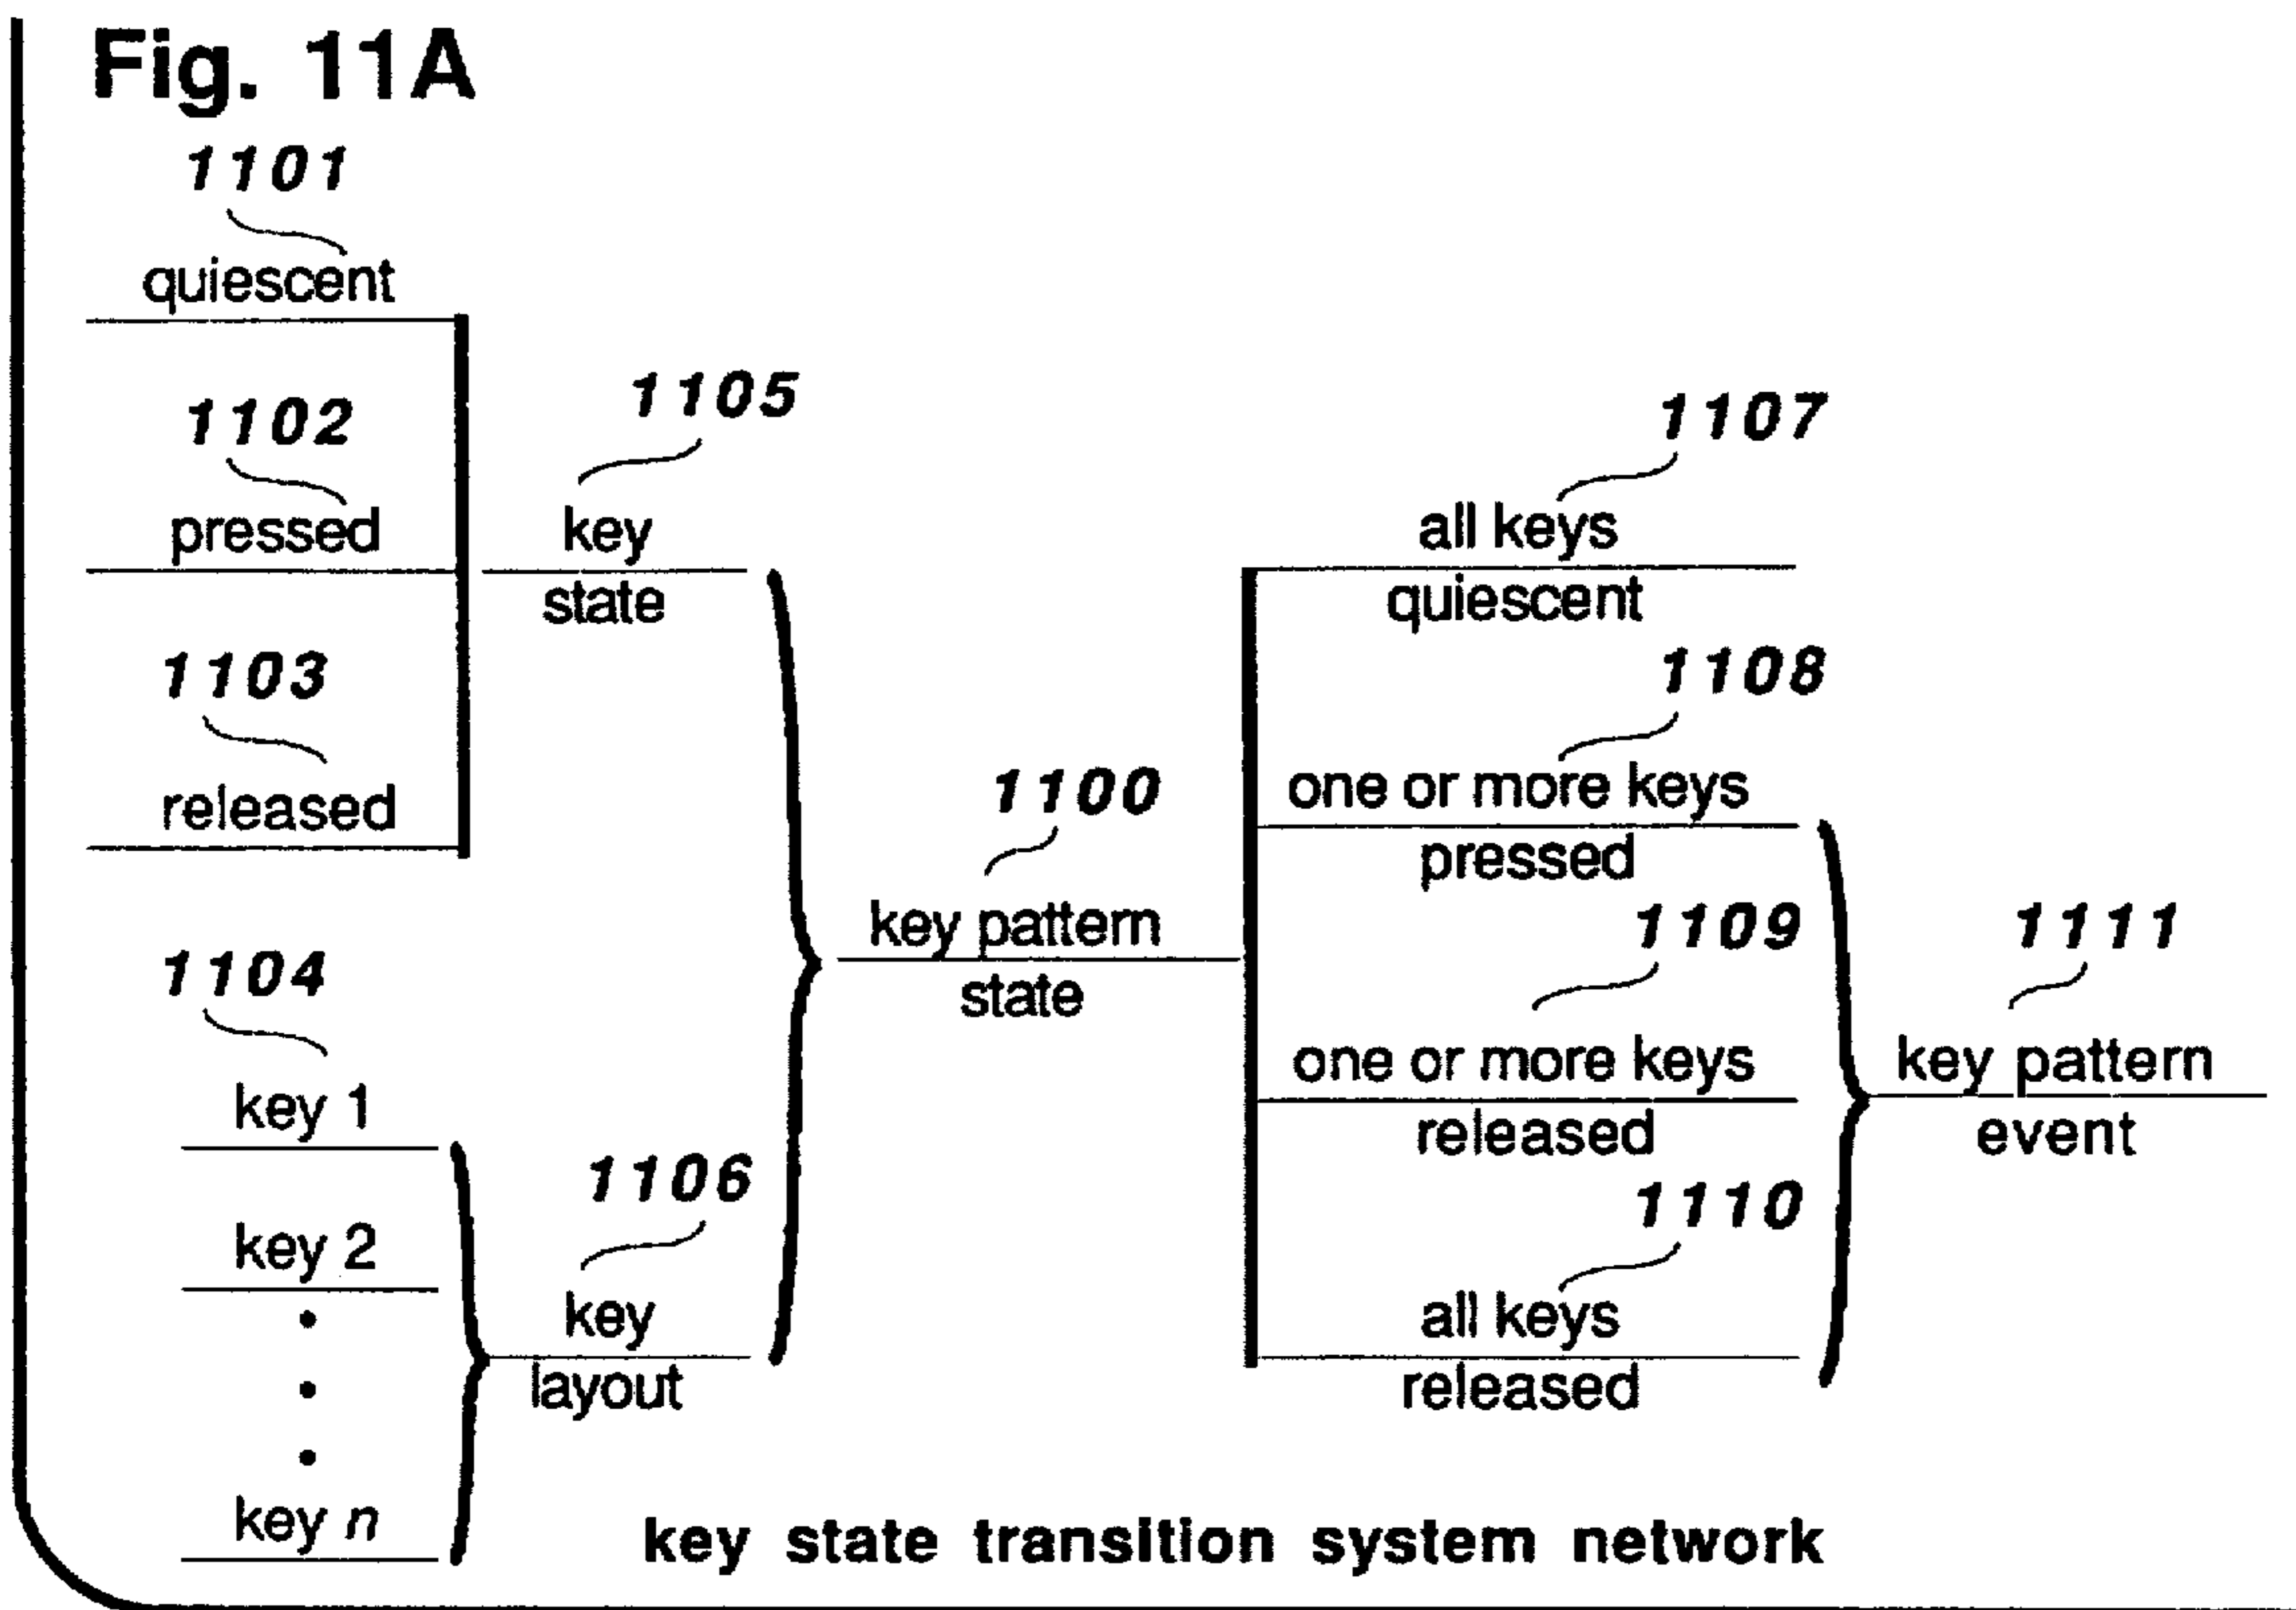 Fig. 11A
1101
quiescent
1102
pressed
1103
released
1104
key 1
key 2
key n
1105
key
state
1106
key
layout
1100
key pattern
state
1107
all keys
quiescent
1108
one or more keys
pressed
1109
one or more keys
released
1110
all keys
released
1111
key pattern
event
key state transition system network